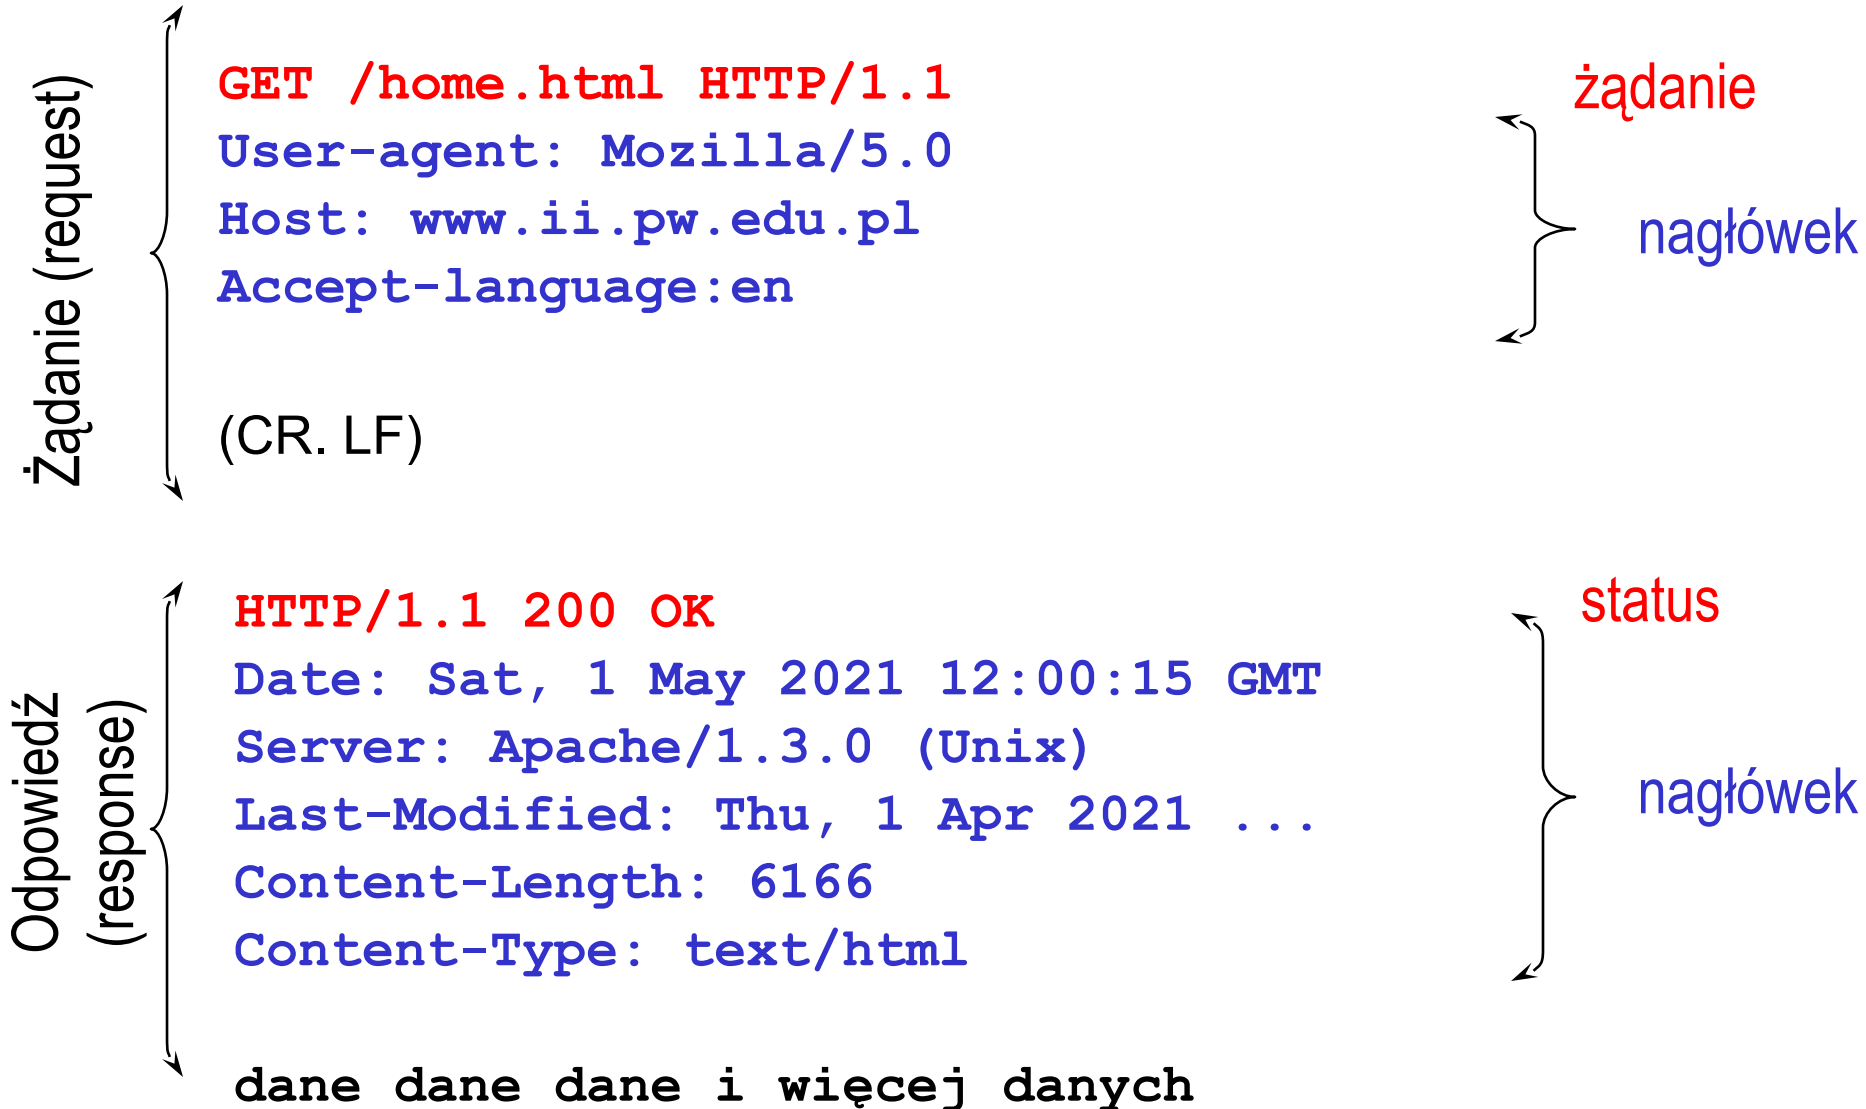 Żądanie (request)
GET /home.html HTTP/1.1
żądanie
User-agent: Mozilla/5.0
Host: www.ii.pw.edu.pl
nagłówek
Accept-language:en
(CR. LF)
Odpowiedź
(response)
HTTP/1.1 200 OK
status
Date: Sat, 1 May 2021 12:00:15 GMT
Server: Apache/1.3.0 (Unix)
Last-Modified: Thu, 1 Apr 2021 ...
nagłówek
Content-Length: 6166
Content-Type: text/html
dane dane dane i więcej danych